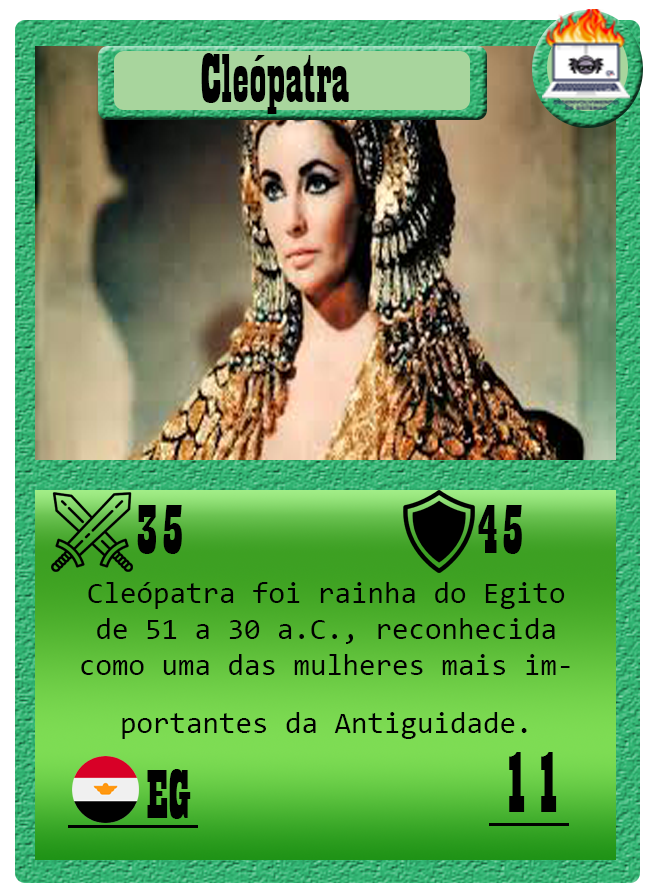 Cleópatra
35
45
Cleópatra foi rainha do Egito
de 51 a 30 a.C., reconhecida
como uma das mulheres mais im-
portantes da Antiguidade.
EG
11